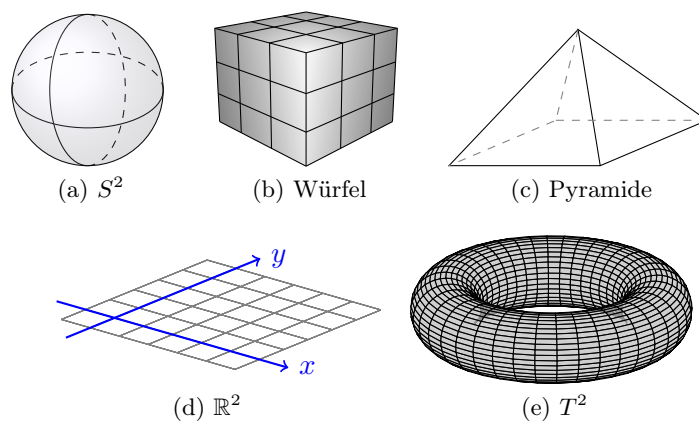 (a) S²
(b) Würfel
(c) Pyramide
y
x
(d) ℝ²
(e) T²